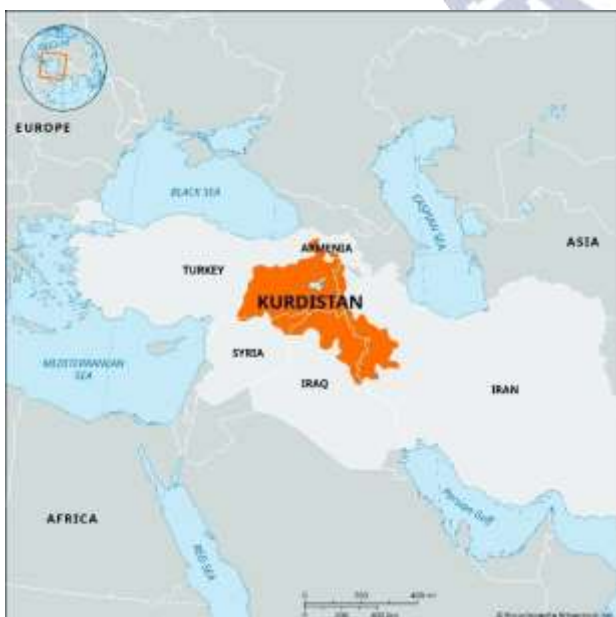 EUROPE
BLACK SEA
CASPIAN SEA
ASIA
ARMENIA
TURKEY
KURDISTAN
SYRIA
MEDITERRANEAN
SEA
IRAQ
IRAN
Persian Gulf
AFRICA
RED SEA